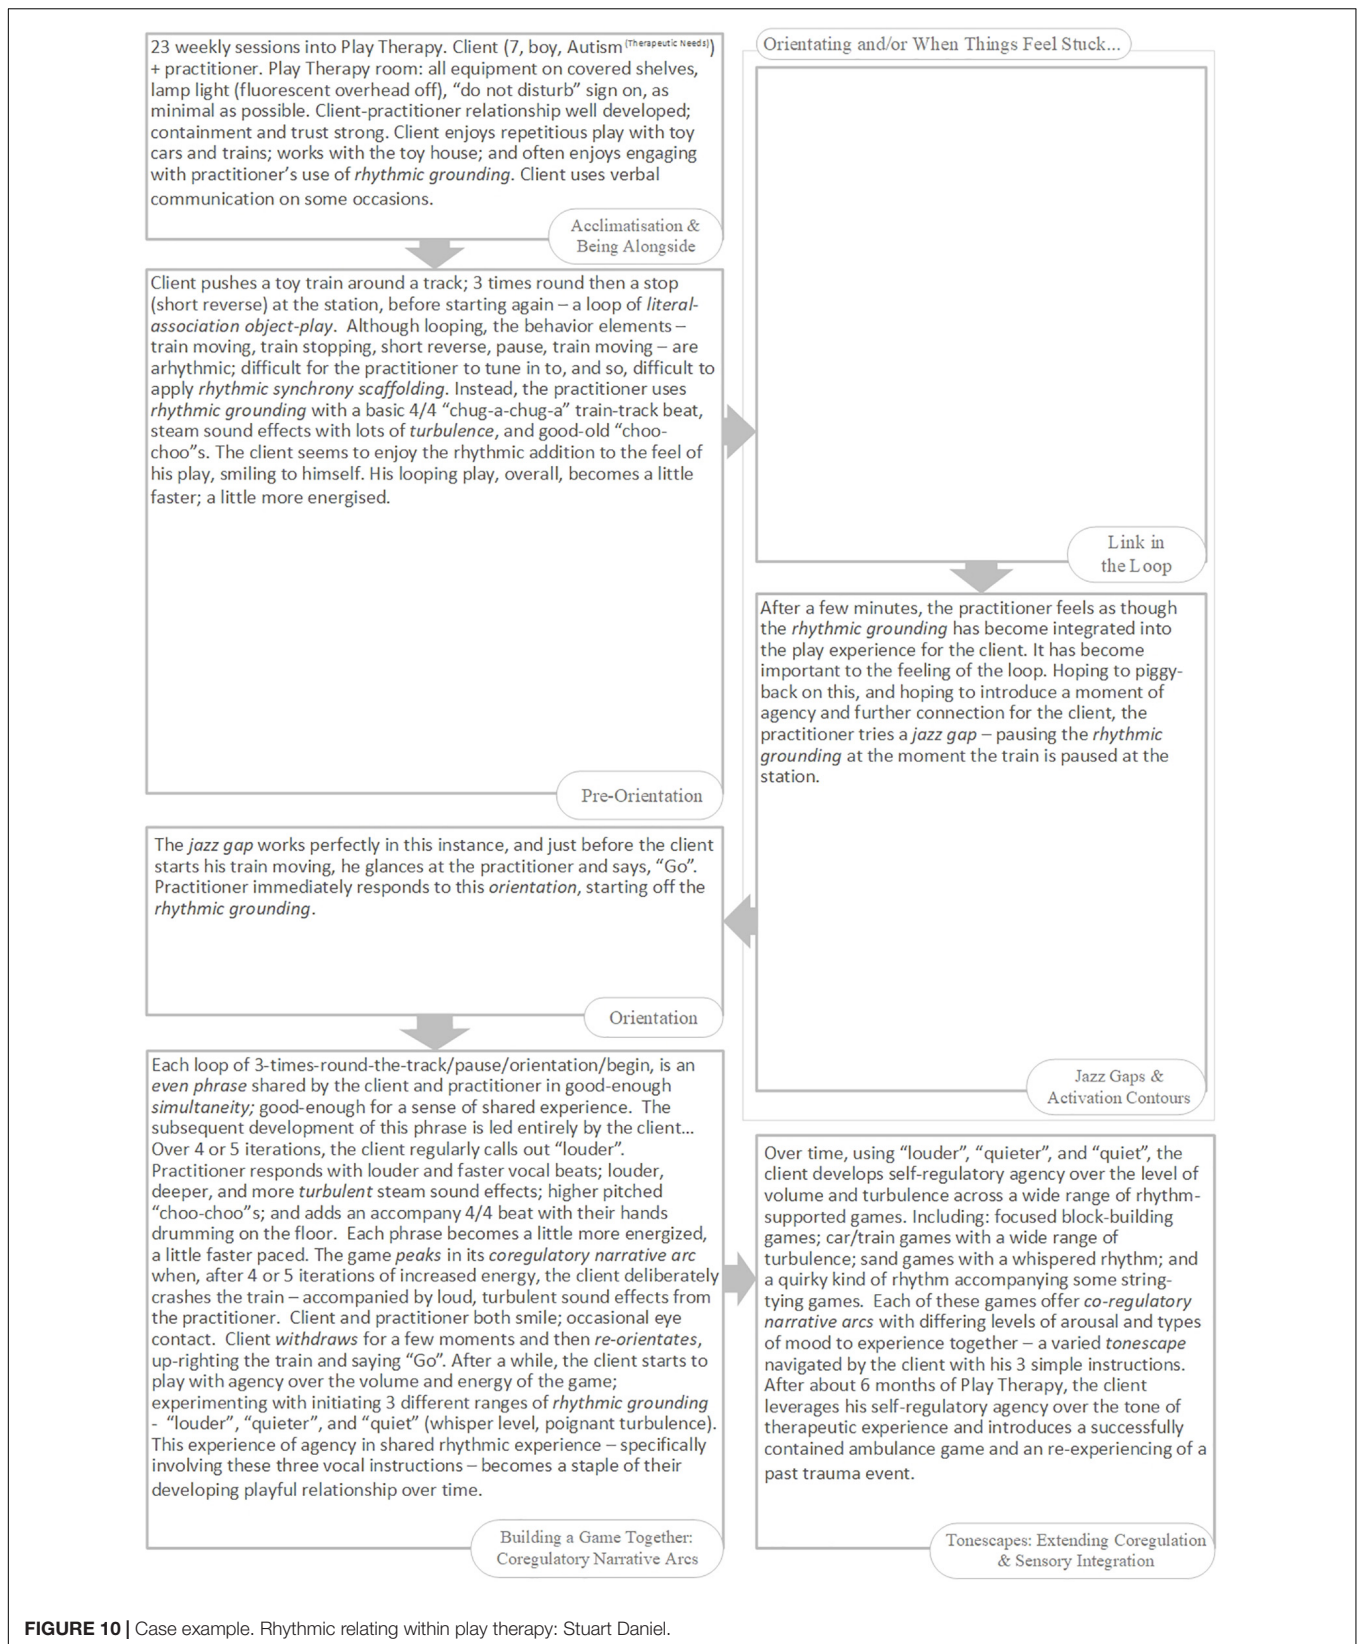 23 weekly sessions into Play Therapy. Client (7, boy, Autism (Therapeutic Needs))
+ practitioner. Play Therapy room: all equipment on covered shelves,
lamp light (fluorescent overhead off), “do not disturb” sign on, as
minimal as possible. Client-practitioner relationship well developed;
containment and trust strong. Client enjoys repetitious play with toy
cars and trains; works with the toy house; and often enjoys engaging
with practitioner’s use of rhythmic grounding. Client uses verbal
communication on some occasions.
Acclimatisation &
Being Alongside
Client pushes a toy train around a track; 3 times round then a stop
(short reverse) at the station, before starting again – a loop of literal-
association object-play. Although looping, the behavior elements –
train moving, train stopping, short reverse, pause, train moving – are
arhythmic; difficult for the practitioner to tune in to, and so, difficult to
apply rhythmic synchrony scaffolding. Instead, the practitioner uses
rhythmic grounding with a basic 4/4 “chug-a-chug-a” train-track beat,
steam sound effects with lots of turbulence, and good-old “choo-
choo”s. The client seems to enjoy the rhythmic addition to the feel of
his play, smiling to himself. His looping play, overall, becomes a little
faster; a little more energised.
Pre-Orientation
Orientating and/or When Things Feel Stuck...
Link in
the Loop
After a few minutes, the practitioner feels as though
the rhythmic grounding has become integrated into
the play experience for the client. It has become
important to the feeling of the loop. Hoping to piggy-
back on this, and hoping to introduce a moment of
agency and further connection for the client, the
practitioner tries a jazz gap – pausing the rhythmic
grounding at the moment the train is paused at the
station.
Jazz Gaps &
Activation Contours
The jazz gap works perfectly in this instance, and just before the client
starts his train moving, he glances at the practitioner and says, “Go”.
Practitioner immediately responds to this orientation, starting off the
rhythmic grounding.
Orientation
Each loop of 3-times-round-the-track/pause/orientation/begin, is an
even phrase shared by the client and practitioner in good-enough
simultaneity; good-enough for a sense of shared experience. The
subsequent development of this phrase is led entirely by the client...
Over 4 or 5 iterations, the client regularly calls out “louder”.
Practitioner responds with louder and faster vocal beats; louder,
deeper, and more turbulent steam sound effects; higher pitched
“choo-choo”s; and adds an accompany 4/4 beat with their hands
drumming on the floor. Each phrase becomes a little more energized,
a little faster paced. The game peaks in its coregulatory narrative arc
when, after 4 or 5 iterations of increased energy, the client deliberately
crashes the train – accompanied by loud, turbulent sound effects from
the practitioner. Client and practitioner both smile; occasional eye
contact. Client withdraws for a few moments and then re-orientates,
up-righting the train and saying “Go”. After a while, the client starts to
play with agency over the volume and energy of the game;
experimenting with initiating 3 different ranges of rhythmic grounding
- “louder”, “quieter”, and “quiet” (whisper level, poignant turbulence).
This experience of agency in shared rhythmic experience – specifically
involving these three vocal instructions – becomes a staple of their
developing playful relationship over time.
Building a Game Together:
Coregulatory Narrative Arcs
Over time, using “louder”, “quieter”, and “quiet”, the
client develops self-regulatory agency over the level of
volume and turbulence across a wide range of rhythm-
supported games. Including: focused block-building
games; car/train games with a wide range of
turbulence; sand games with a whispered rhythm; and
a quirky kind of rhythm accompanying some string-
tying games. Each of these games offer co-regulatory
narrative arcs with differing levels of arousal and types
of mood to experience together – a varied tonescape
navigated by the client with his 3 simple instructions.
After about 6 months of Play Therapy, the client
leverages his self-regulatory agency over the tone of
therapeutic experience and introduces a successfully
contained ambulance game and an re-experiencing of a
past trauma event.
Tonescapes: Extending Coregulation
& Sensory Integration
FIGURE 10 | Case example. Rhythmic relating within play therapy: Stuart Daniel.